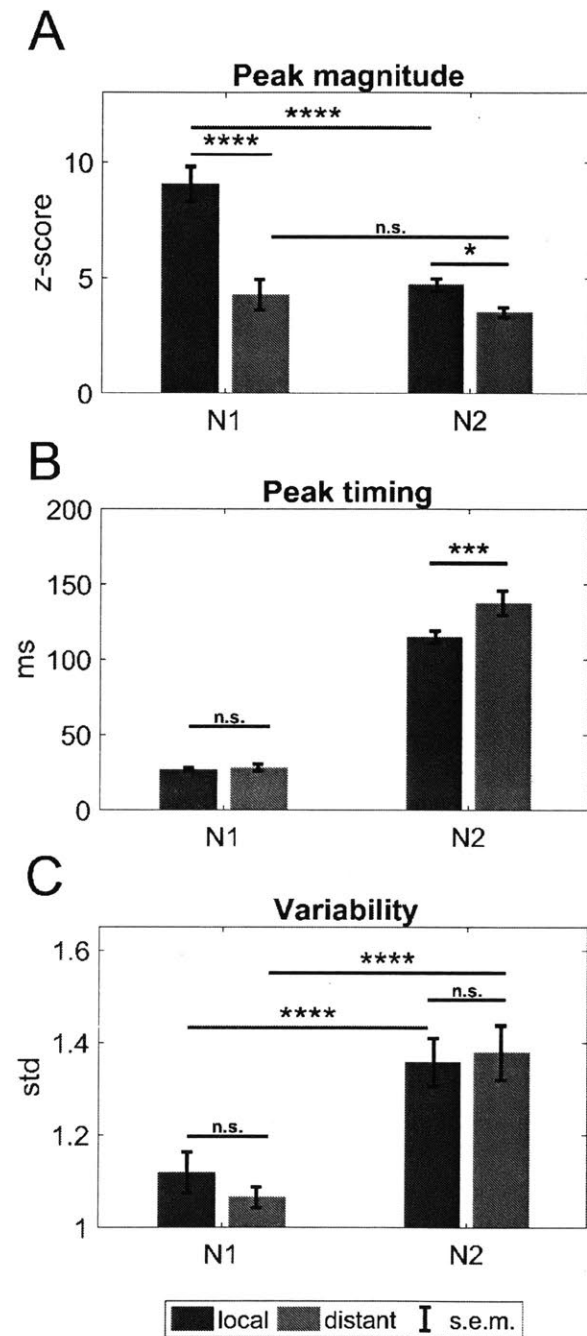 A
Peak magnitude
****
****
n.s.
*
10
5
0
z-score
N1 N2
B
Peak timing
200
150
100
50
0
ms
***
n.s.
N1 N2
C
Variability
1.6
1.4
1.2
1
std
****
n.s.
****
n.s.
N1 N2
local distant s.e.m.